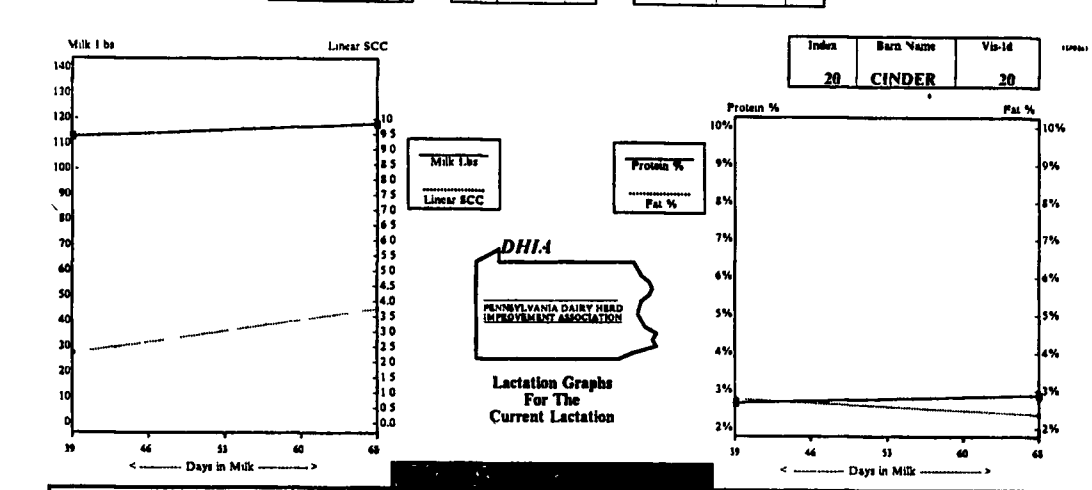 Milk Lbs
Linear SCC
140
130
120
110
100
90
80
70
60
50
40
30
20
10
0
10
9.5
9.0
8.5
8.0
7.5
7.0
6.5
6.0
5.5
5.0
4.5
4.0
3.5
3.0
2.5
2.0
1.5
1.0
0.5
0.0
39 46 53 60 68
< Days in Milk >
Milk Lbs
Linear SCC
Protein %
Fat %
DHIA
PENNSYLVANIA DAIRY HERD
IMPROVEMENT ASSOCIATION
Lactation Graphs
For The
Current Lactation
Index Barn Name Vis-Id
20 CINDER 20
Protein %
Fat %
10%
9%
8%
7%
6%
5%
4%
3%
2%
10%
9%
8%
7%
6%
5%
4%
3%
2%
39 46 53 60 68
< Days in Milk >